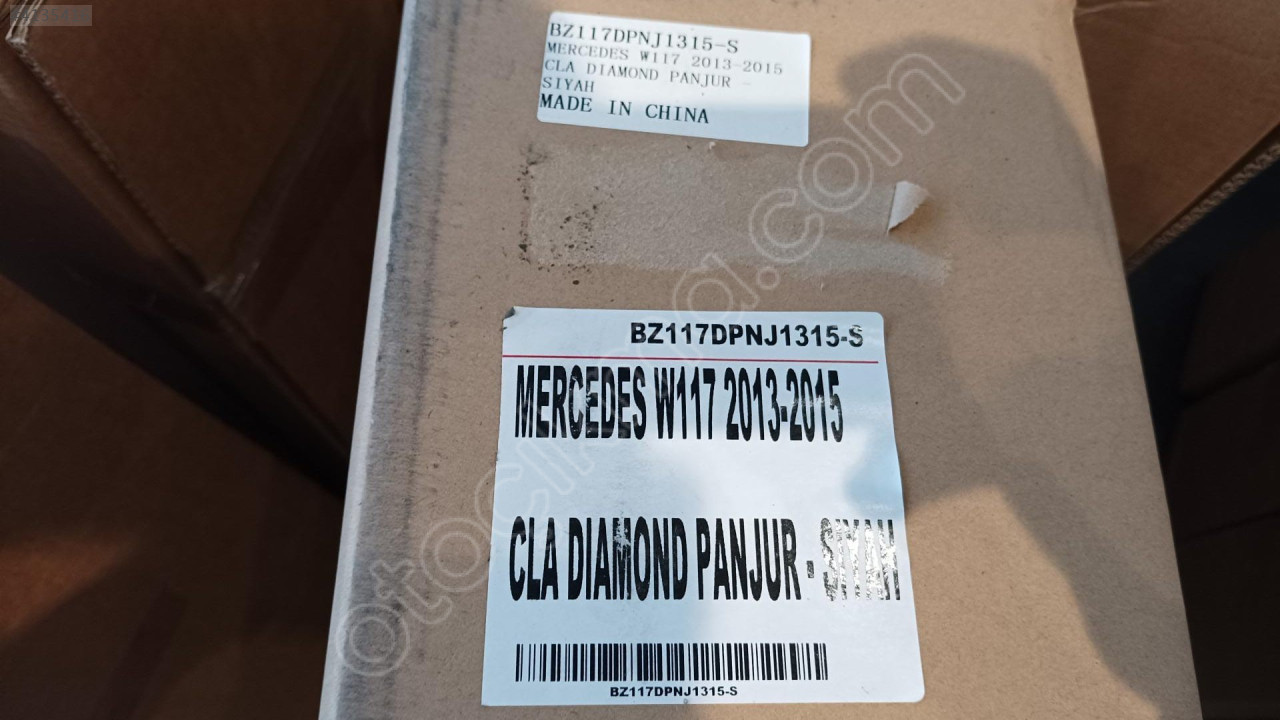 BZ117DPNJ1315-S
MERCEDES W117 2013-2015
CLA DIAMOND PANJUR -
SIYAH
MADE IN CHINA
BZ117DPNJ1315-S
MERCEDES W117 2013-2015
CLA DIAMOND PANJUR - SIYAH
BZ117DPNJ1315-S